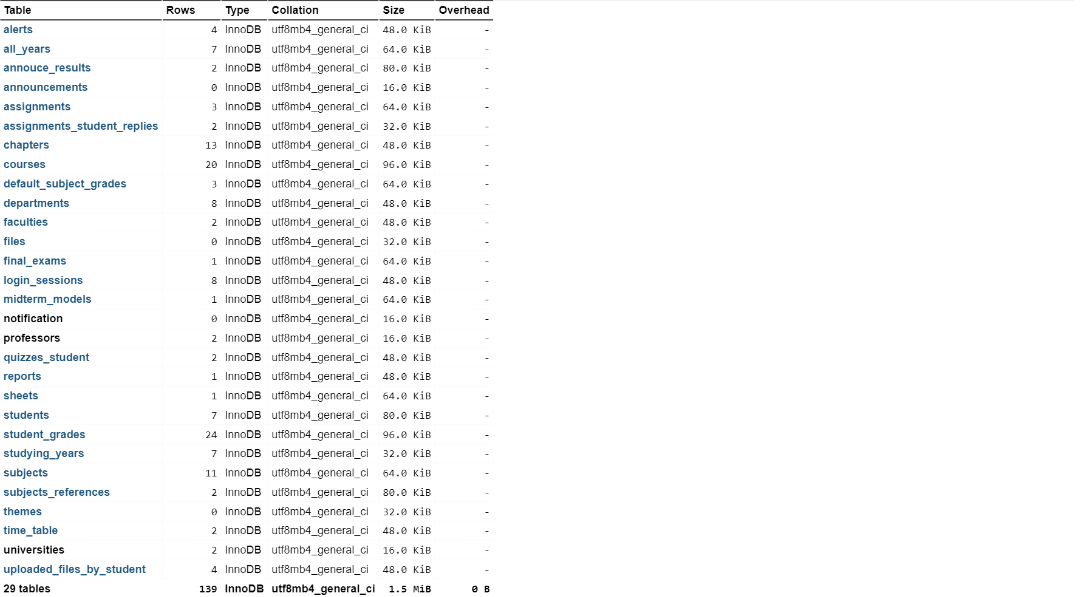 Table Rows Type Collation Size Overhead
alerts 4 InnoDB utf8mb4_general_ci 48.0 KiB -
all_years 7 InnoDB utf8mb4_general_ci 64.0 KiB -
annouce_results 2 InnoDB utf8mb4_general_ci 80.0 KiB -
announcements 0 InnoDB utf8mb4_general_ci 16.0 KiB -
assignments 3 InnoDB utf8mb4_general_ci 64.0 KiB -
assignments_student_replies 2 InnoDB utf8mb4_general_ci 32.0 KiB -
chapters 13 InnoDB utf8mb4_general_ci 48.0 KiB -
courses 20 InnoDB utf8mb4_general_ci 96.0 KiB -
default_subject_grades 3 InnoDB utf8mb4_general_ci 64.0 KiB -
departments 8 InnoDB utf8mb4_general_ci 48.0 KiB -
faculties 2 InnoDB utf8mb4_general_ci 48.0 KiB -
files 0 InnoDB utf8mb4_general_ci 32.0 KiB -
final_exams 1 InnoDB utf8mb4_general_ci 64.0 KiB -
login_sessions 8 InnoDB utf8mb4_general_ci 48.0 KiB -
midterm_models 1 InnoDB utf8mb4_general_ci 64.0 KiB -
notification 0 InnoDB utf8mb4_general_ci 16.0 KiB -
professors 2 InnoDB utf8mb4_general_ci 16.0 KiB -
quizzes_student 2 InnoDB utf8mb4_general_ci 48.0 KiB -
reports 1 InnoDB utf8mb4_general_ci 48.0 KiB -
sheets 1 InnoDB utf8mb4_general_ci 64.0 KiB -
students 7 InnoDB utf8mb4_general_ci 80.0 KiB -
student_grades 24 InnoDB utf8mb4_general_ci 96.0 KiB -
studying_years 7 InnoDB utf8mb4_general_ci 32.0 KiB -
subjects 11 InnoDB utf8mb4_general_ci 64.0 KiB -
subjects_references 2 InnoDB utf8mb4_general_ci 80.0 KiB -
themes 0 InnoDB utf8mb4_general_ci 32.0 KiB -
time_table 2 InnoDB utf8mb4_general_ci 48.0 KiB -
universities 2 InnoDB utf8mb4_general_ci 16.0 KiB -
uploaded_files_by_student 4 InnoDB utf8mb4_general_ci 48.0 KiB -
29 tables 139 InnoDB utf8mb4_general_ci 1.5 MiB 0 B